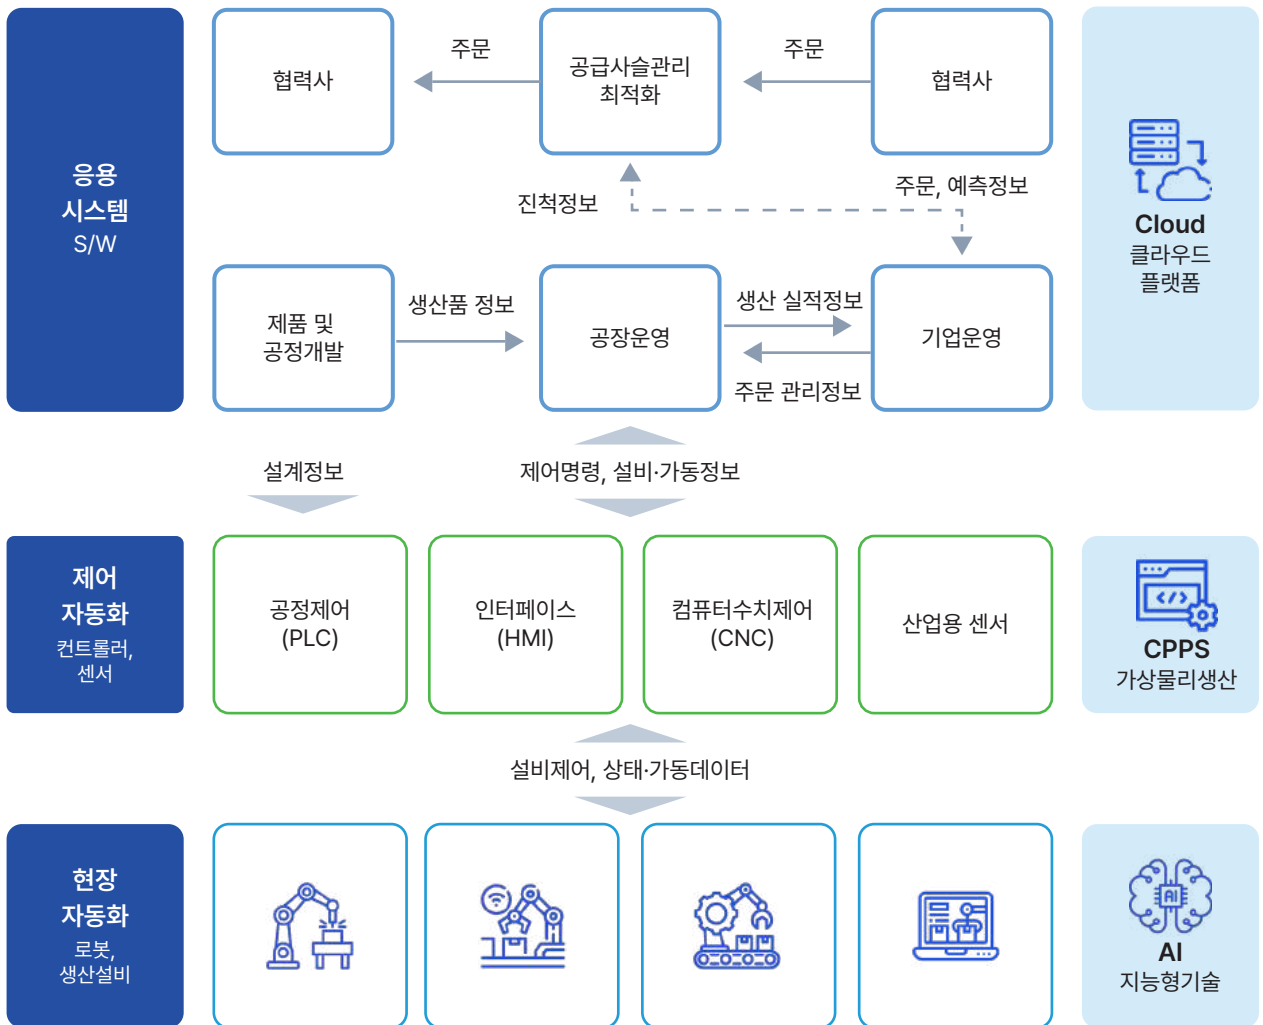 응용
시스템
S/W
협력사
주문
공급사슬관리
최적화
주문
협력사
진척정보
주문, 예측정보
제품 및
공정개발
생산품 정보
공장운영
생산 실적정보
주문 관리정보
기업운영
Cloud
클라우드
플랫폼
설계정보
제어명령, 설비·가동정보
제어
자동화
컨트롤러,
센서
공정제어
(PLC)
인터페이스
(HMI)
컴퓨터수치제어
(CNC)
산업용 센서
CPPS
가상물리생산
설비제어, 상태·가동데이터
현장
자동화
로봇,
생산설비
AI
AI
지능형기술